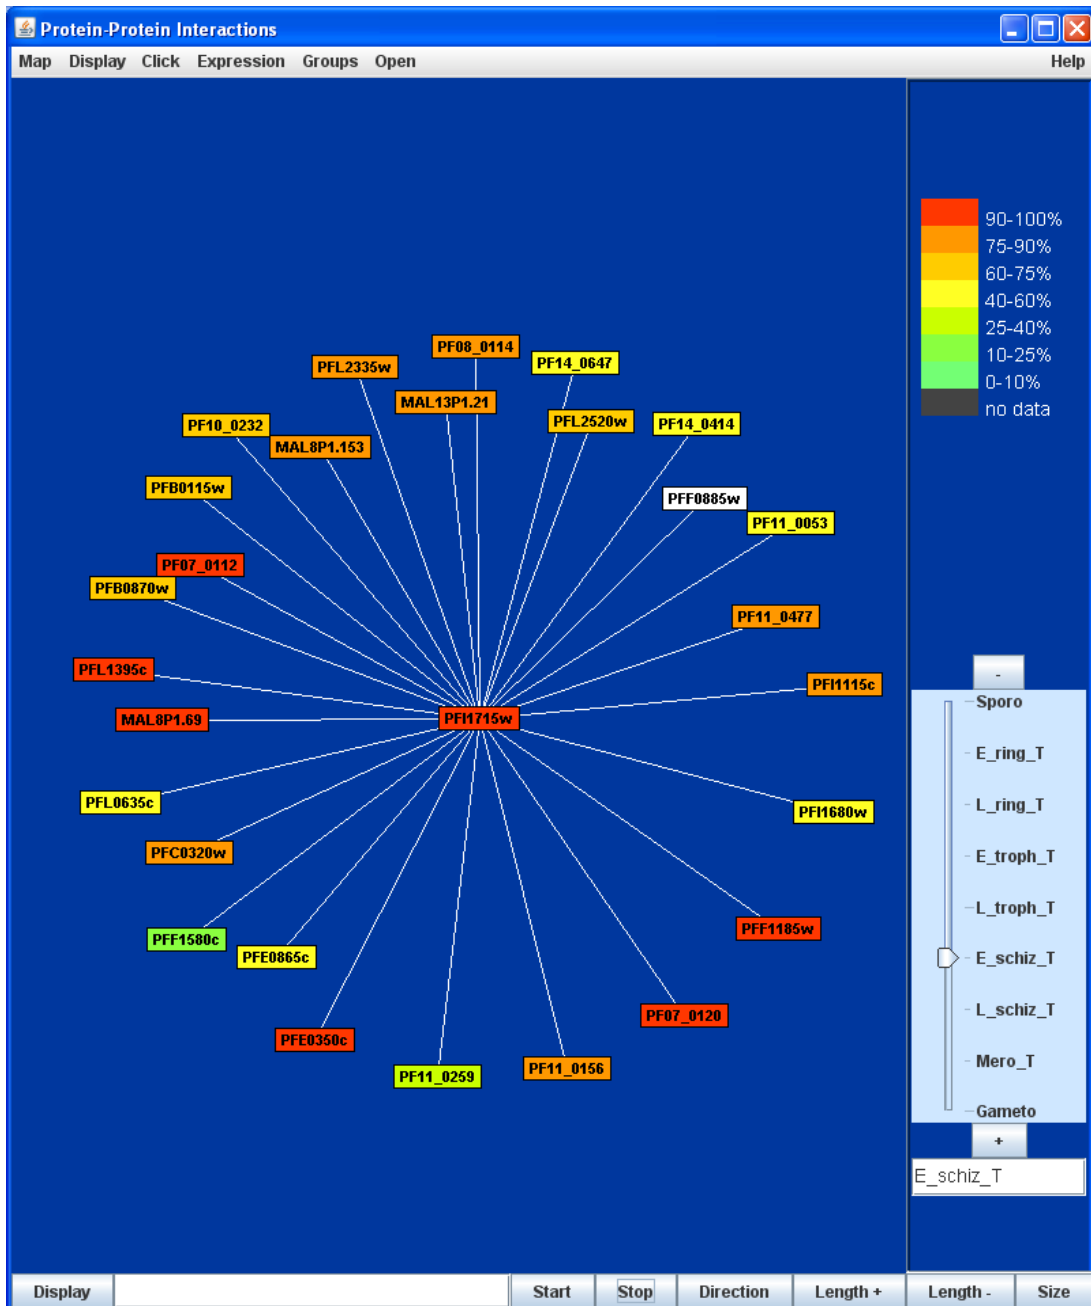 Protein-Protein Interactions
Map Display Click Expression Groups Open Help
90-100%
75-90%
60-75%
40-60%
25-40%
10-25%
0-10%
no data
PF08_0114
PF14_0647
PFL2335w
MAL13P1.21
PFL2520w
PF14_0414
PF10_0232
MAL8P1.153
PFB0115w
PFF0885w
PF11_0053
PF07_0112
PFB0870w
PF11_0477
PFL1395c
PFI1115c
MAL8P1.69
PFI1715w
PFL0635c
PFI1680w
PFC0320w
PFF1185w
PFF1580c
PFE0865c
PF07_0120
PFE0350c
PF11_0259
PF11_0156
-
Sporo
E_ring_T
L_ring_T
E_troph_T
L_troph_T
E_schiz_T
L_schiz_T
Mero_T
Gameto
+
E_schiz_T
Display Start Stop Direction Length + Length - Size